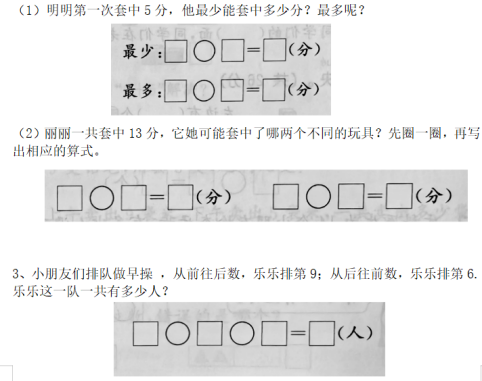 （1）明明第一次套中 5 分，他最少能套中多少分？最多呢？
最少：□○□=□(分)
最多：□○□=□(分)
（2）丽丽一共套中 13 分，它她可能套中了哪两个不同的玩具？先圈一圈，再写
出相应的算式。
□○□=□(分) □○□=□(分)
3、小朋友们排队做早操 ，从前往后数，乐乐排第 9；从后往前数，乐乐排第 6.
乐乐这一队一共有多少人？
□○□○□=□(人)